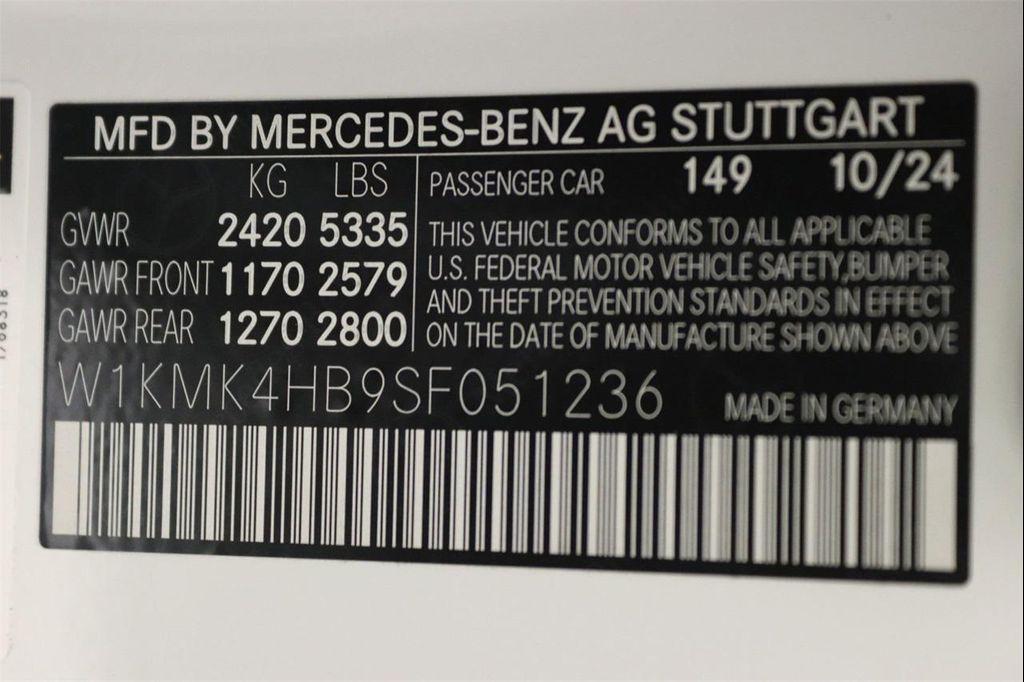 MFD BY MERCEDES-BENZ AG STUTTGART
KG LBS
GVWR 2420 5335
GAWR FRONT 1170 2579
GAWR REAR 1270 2800
PASSENGER CAR 149 10/24
THIS VEHICLE CONFORMS TO ALL APPLICABLE
U.S. FEDERAL MOTOR VEHICLE SAFETY,BUMPER
AND THEFT PREVENTION STANDARDS IN EFFECT
ON THE DATE OF MANUFACTURE SHOWN ABOVE
W1KMK4HB9SF051236
MADE IN GERMANY